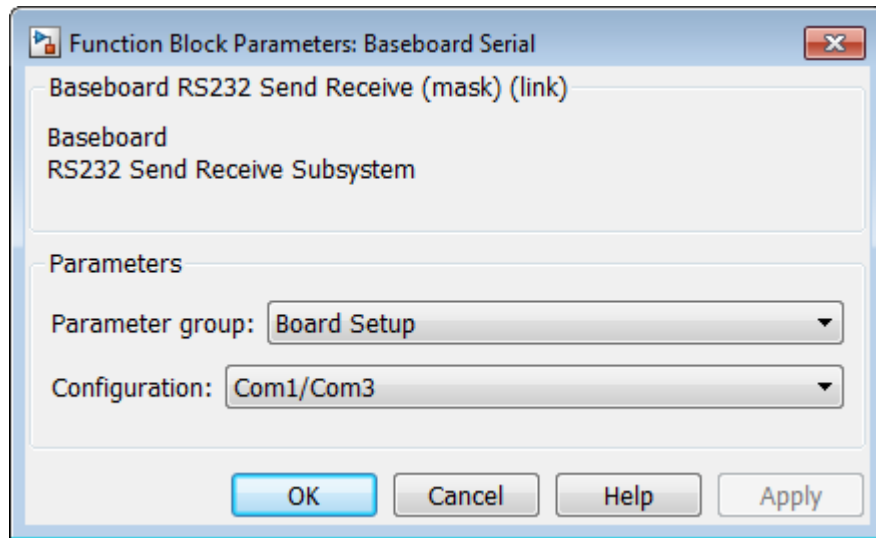 Function Block Parameters: Baseboard Serial
Baseboard RS232 Send Receive (mask) (link)
Baseboard
RS232 Send Receive Subsystem
Parameters
Parameter group: Board Setup
Configuration: Com1/Com3
OK Cancel Help Apply